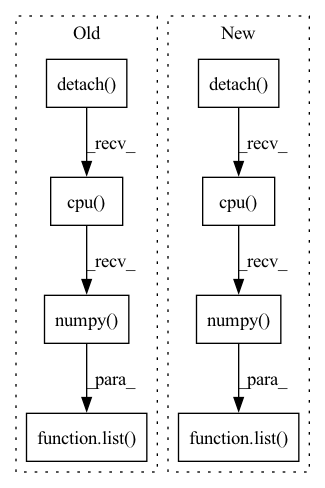 Old
detach()
_recv_
cpu()
_recv_
numpy()
_para_
function.list()
New
detach()
_recv_
cpu()
_recv_
numpy()
_para_
function.list()